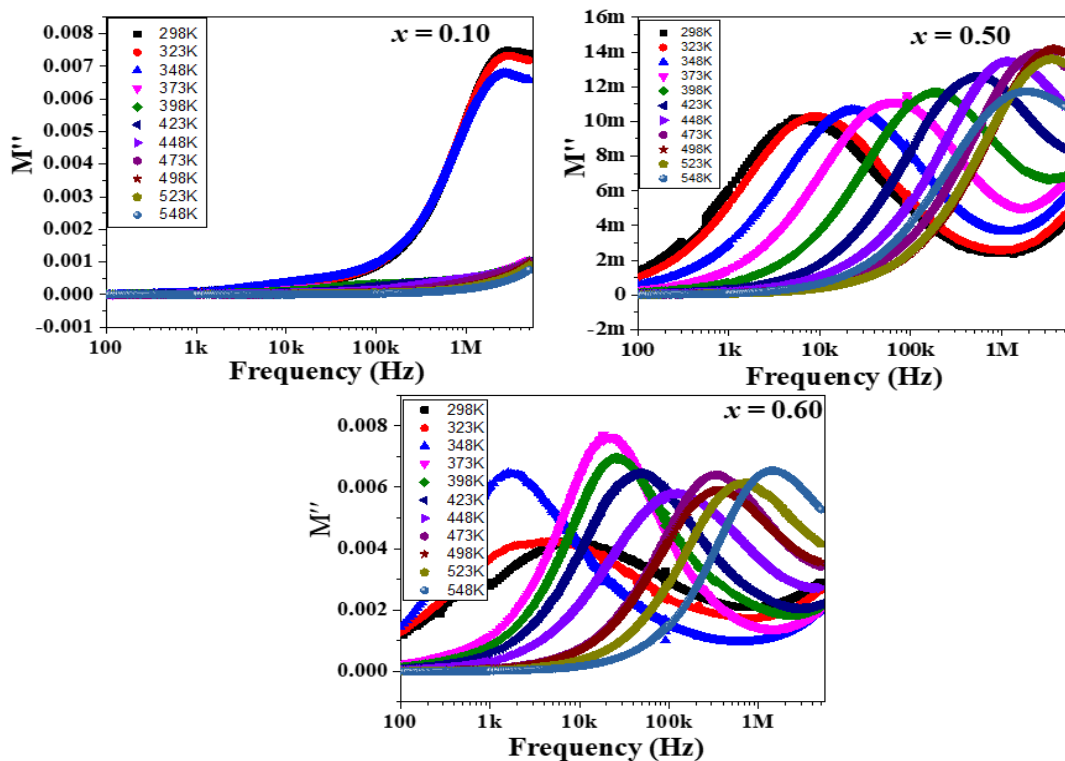 x = 0.10
0.008
0.007
0.006
0.005
0.004
0.003
0.002
0.001
0.000
-0.001
M''
298K
323K
348K
373K
398K
423K
448K
473K
498K
523K
548K
100 1k 10k 100k 1M
Frequency (Hz)
x = 0.50
16m
14m
12m
10m
8m
6m
4m
2m
0
-2m
M''
298K
323K
348K
373K
398K
423K
448K
473K
498K
523K
548K
100 1k 10k 100k 1M
Frequency (Hz)
x = 0.60
0.008
0.006
0.004
0.002
0.000
M''
298K
323K
348K
373K
398K
423K
448K
473K
498K
523K
548K
100 1k 10k 100k 1M
Frequency (Hz)